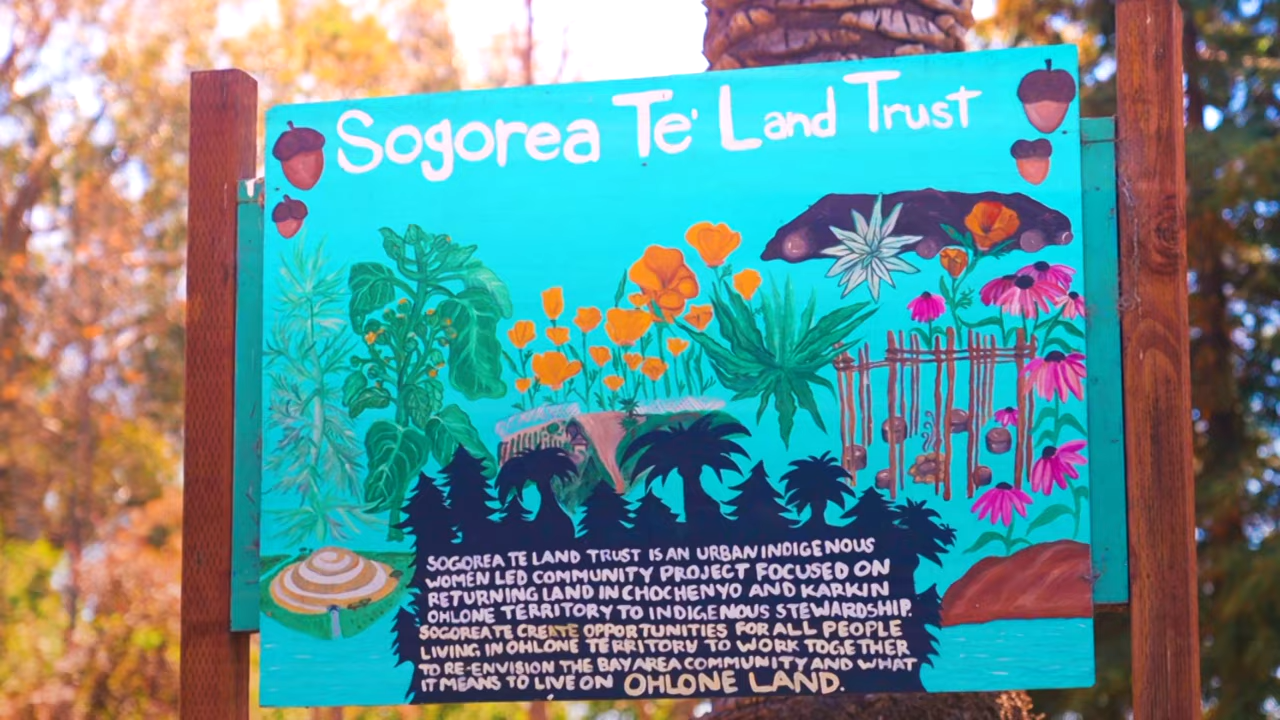 Sogorea Te' Land Trust
SOGOREA TE LAND TRUST IS AN URBAN INDIGENOUS
WOMEN LED COMMUNITY PROJECT FOCUSED ON
RETURNING LAND IN CHOCHENYO AND KARKIN
OHLONE TERRITORY TO INDIGENOUS STEWARDSHIP.
SOGOREATE CREATE OPPORTUNITIES FOR ALL PEOPLE
LIVING IN OHLONE TERRITORY TO WORK TOGETHER
TO RE-ENVISION THE BAY AREA COMMUNITY AND WHAT
IT MEANS TO LIVE ON OHLONE LAND.